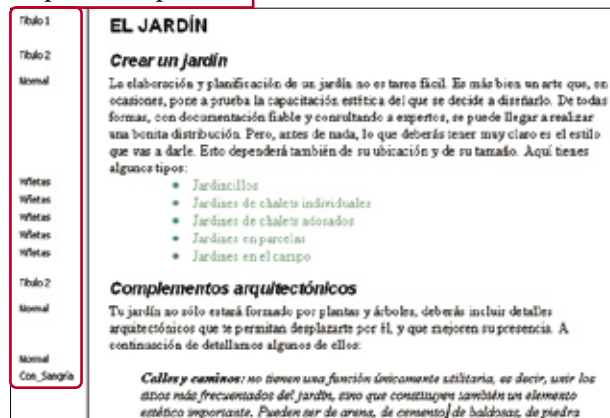 Título 1
EL JARDÍN
Título 2
Crear un jardín
Normal
La elaboración y planificación de un jardín no es tarea fácil. Es más bien un arte que, en
ocasiones, pone a prueba la capacitación estética del que se decide a diseñarlo. De todas
formas, con documentación fiable y consultando a expertos, se puede llegar a realizar
una bonita distribución. Pero, antes de nada, lo que deberás tener muy claro es el estilo
que vas a darle. Esto dependerá también de su ubicación y de su tamaño. Aquí tienes
algunos tipos:
Viñetas
• Jardincillos
Viñetas
• Jardines de chalets individuales
Viñetas
• Jardines de chalets adosados
Viñetas
• Jardines en parcelas
Viñetas
• Jardines en el campo
Título 2
Complementos arquitectónicos
Normal
Tu jardín no sólo estará formado por plantas y árboles, deberás incluir detalles
arquitectónicos que te permitan desplazarte por él, y que mejoren su presencia. A
continuación de detallamos algunos de ellos:
Normal
Con_Sangría
Calles y caminos: no tienen una función únicamente utilitaria, es decir, unir los
sitios más frecuentados del jardín, sino que constituyen también un elemento
estético importante. Pueden ser de arena, de cemento, de baldosas, de piedra